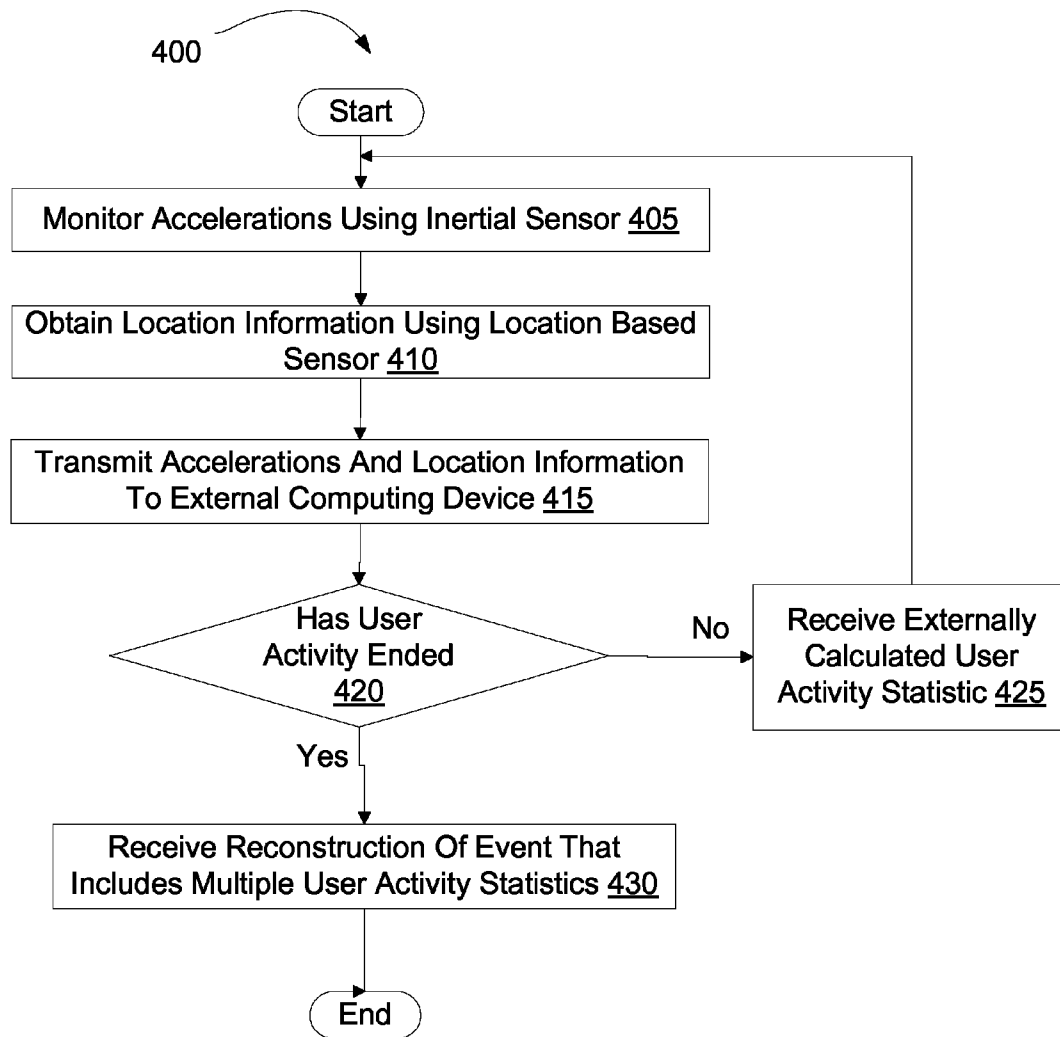 400
Start
Monitor Accelerations Using Inertial Sensor 405
Obtain Location Information Using Location Based
Sensor 410
Transmit Accelerations And Location Information
To External Computing Device 415
Has User
Activity Ended
420
No
Receive Externally
Calculated User
Activity Statistic 425
Yes
Receive Reconstruction Of Event That
Includes Multiple User Activity Statistics 430
End